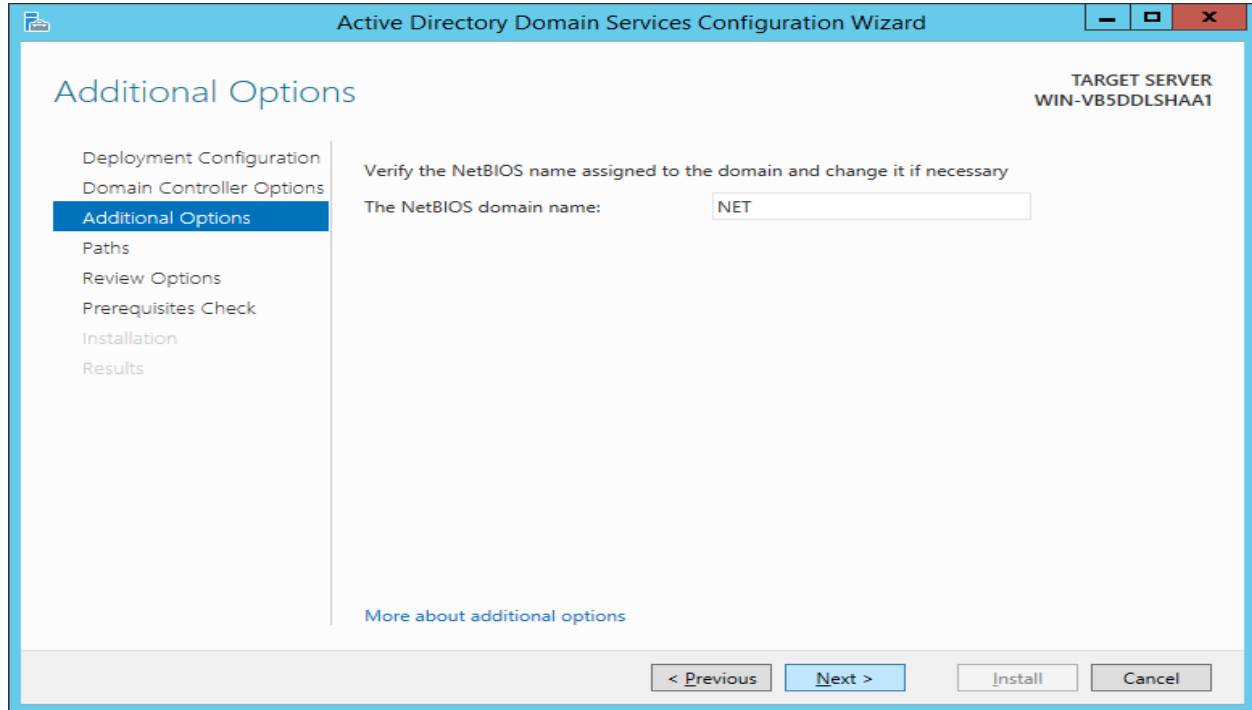 Active Directory Domain Services Configuration Wizard
Additional Options
TARGET SERVER
WIN-VB5DDLSHAA1
Deployment Configuration
Domain Controller Options
Additional Options
Paths
Review Options
Prerequisites Check
Installation
Results
Verify the NetBIOS name assigned to the domain and change it if necessary
The NetBIOS domain name: NET
More about additional options
< Previous Next > Install Cancel